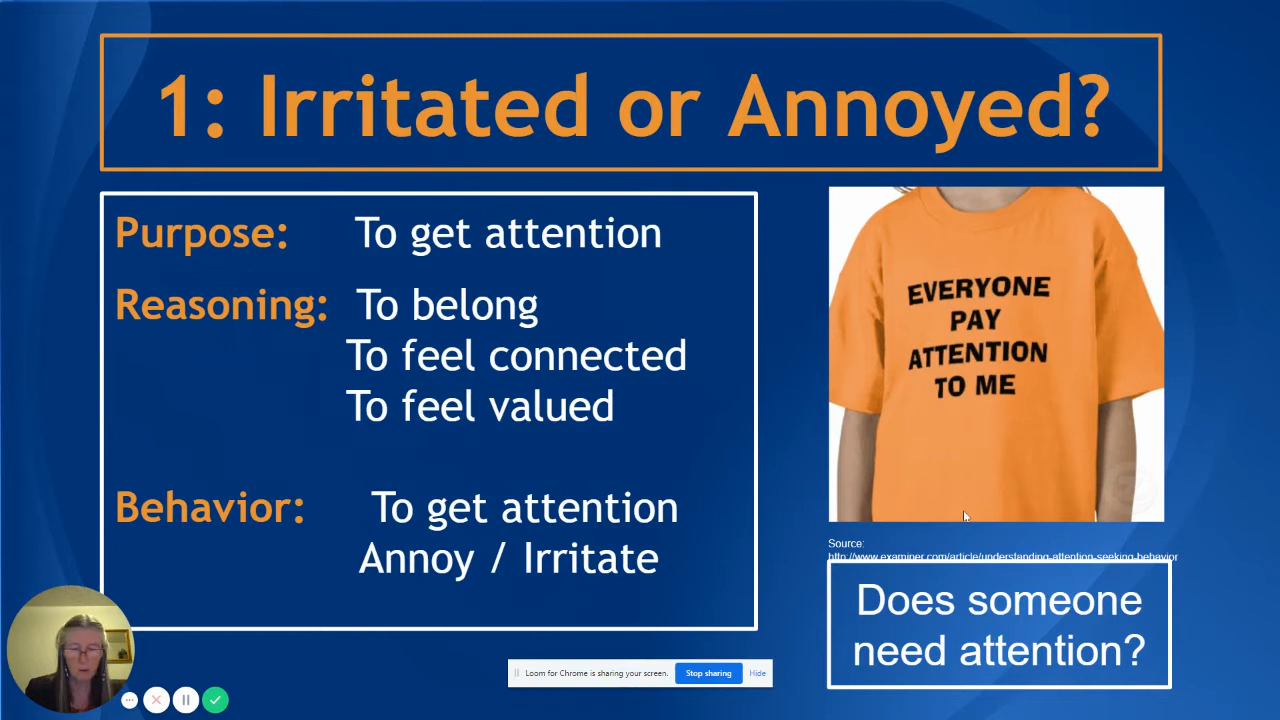 1: Irritated or Annoyed?
Purpose: To get attention
Reasoning: To belong
To feel connected
To feel valued
Behavior: To get attention
Annoy / Irritate
EVERYONE
PAY
ATTENTION
TO ME
Source:
http://www.examiner.com/article/understanding-attention-seeking-behavior
Does someone
need attention?
Loom for Chrome is sharing your screen. Stop sharing Hide